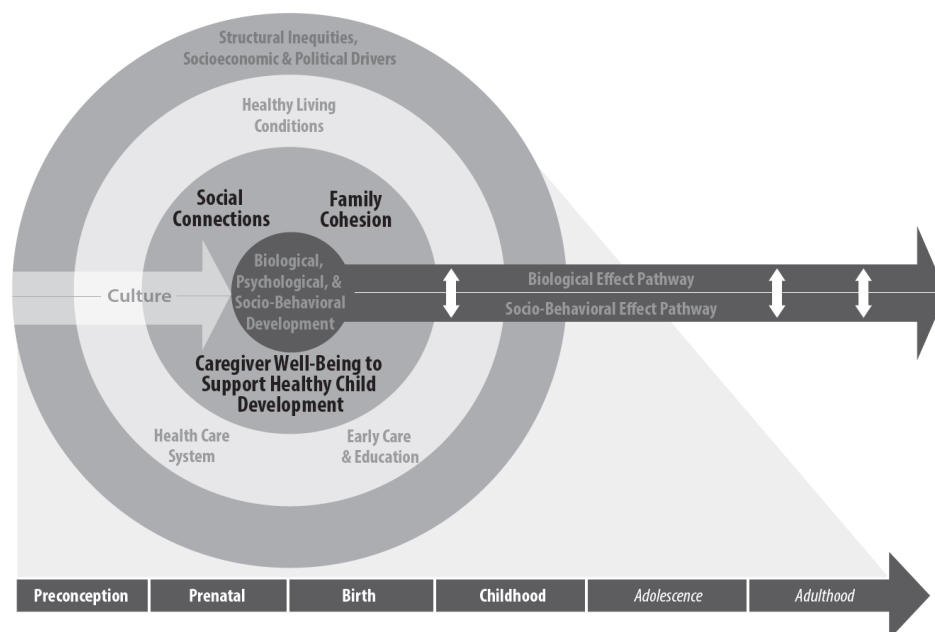 Structural Inequities,
Socioeconomic & Political Drivers
Healthy Living
Conditions
Social
Connections
Family
Cohesion
Biological,
Psychological, &
Socio-Behavioral
Development
Culture
Biological Effect Pathway
Socio-Behavioral Effect Pathway
Caregiver Well-Being to
Support Healthy Child
Development
Health Care
System
Early Care
& Education
Preconception
Prenatal
Birth
Childhood
Adolescence
Adulthood